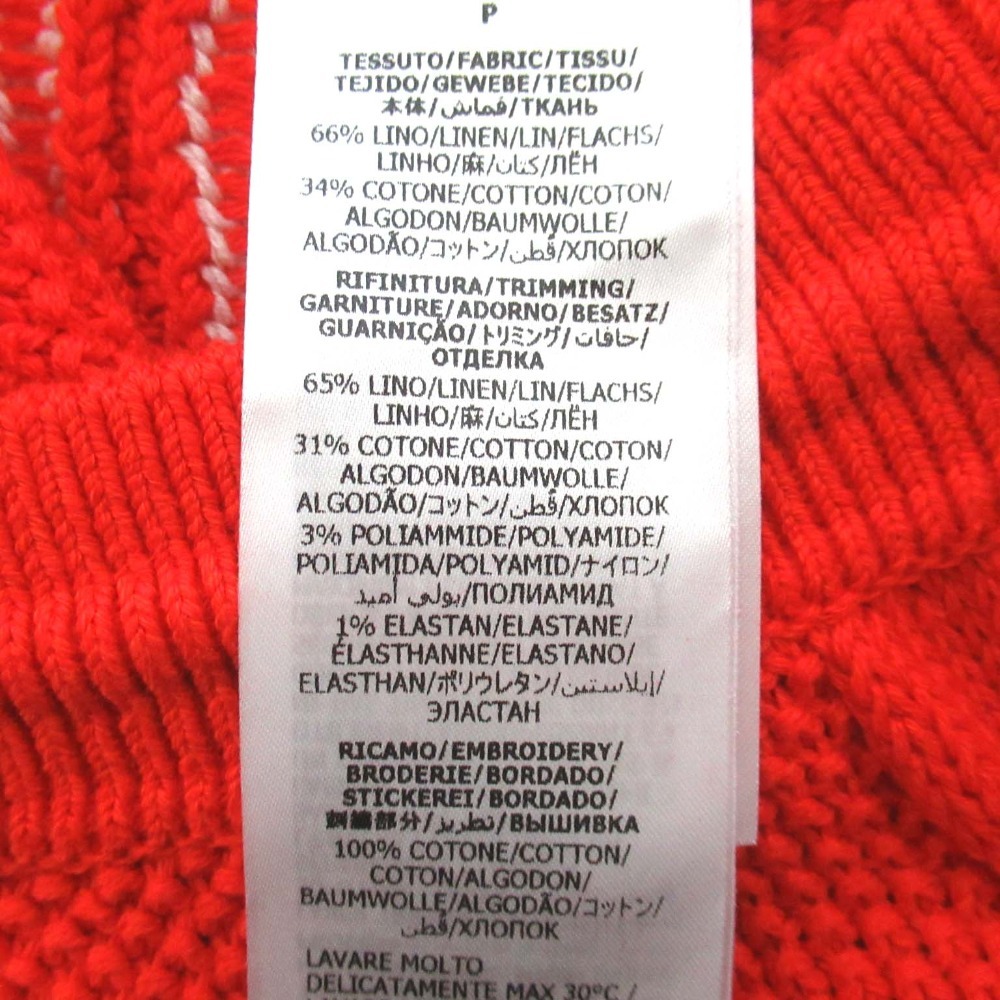 P
TESSUTO/FABRIC/TISSU/
TEJIDO/GEWEBE/TECIDO/
本体/قماش/ТКАНЬ
66% LINO/LINEN/LIN/FLACHS/
LINHO/麻/كتان/ЛЁН
34% COTONE/COTTON/COTON/
ALGODON/BAUMWOLLE/
ALGODÃO/コットン/قُطن/ХЛОПОК
RIFINITURA/TRIMMING/
GARNITURE/ADORNO/BESATZ/
GUARNIÇÃO/トリミング/حافات/
ОТДЕЛКА
65% LINO/LINEN/LIN/FLACHS/
LINHO/麻/كتان/ЛЁН
31% COTONE/COTTON/COTON/
ALGODON/BAUMWOLLE/
ALGODÃO/コットン/قُطن/ХЛОПОК
3% POLIAMMIDE/POLYAMIDE/
POLIAMIDA/POLYAMID/ナイロン/
بولي أميد/ПОЛИАМИД
1% ELASTAN/ELASTANE/
ÉLASTHANNE/ELASTANO/
ELASTHAN/ポリウレタン/إيلاستين/
ЭЛАСТАН
RICAMO/EMBROIDERY/
BRODERIE/BORDADO/
STICKEREI/BORDADO/
刺繍部分/تطريز/ВЫШИВКА
100% COTONE/COTTON/
COTON/ALGODON/
BAUMWOLLE/ALGODÃO/コットン/
قُطن/ХЛОПОК
LAVARE MOLTO
DELICATAMENTE MAX 30°C /